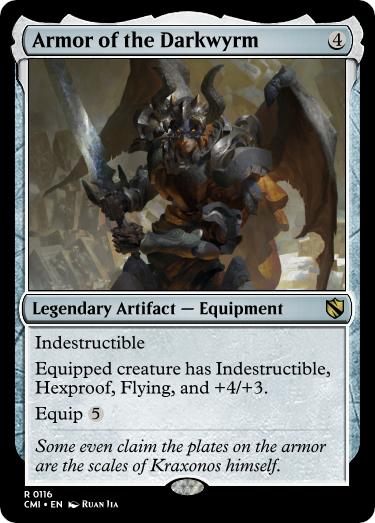 Armor of the Darkwyrm 4
Legendary Artifact — Equipment
Indestructible
Equipped creature has Indestructible,
Hexproof, Flying, and +4/+3.
Equip 5
Some even claim the plates on the armor
are the scales of Kraxonos himself.
R 0116
CMI • EN Ruan Jia